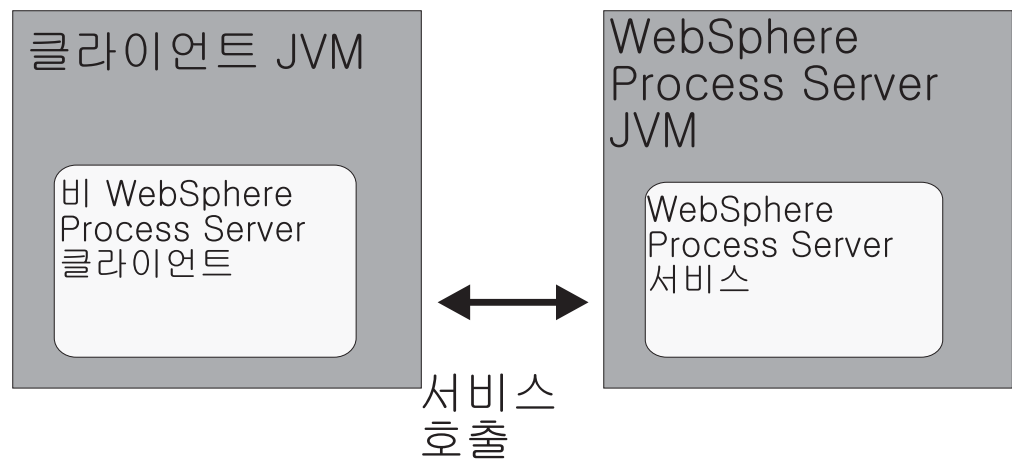 클라이언트 JVM
비 WebSphere
Process Server
클라이언트
서비스
호출
WebSphere
Process Server
JVM
WebSphere
Process Server
서비스